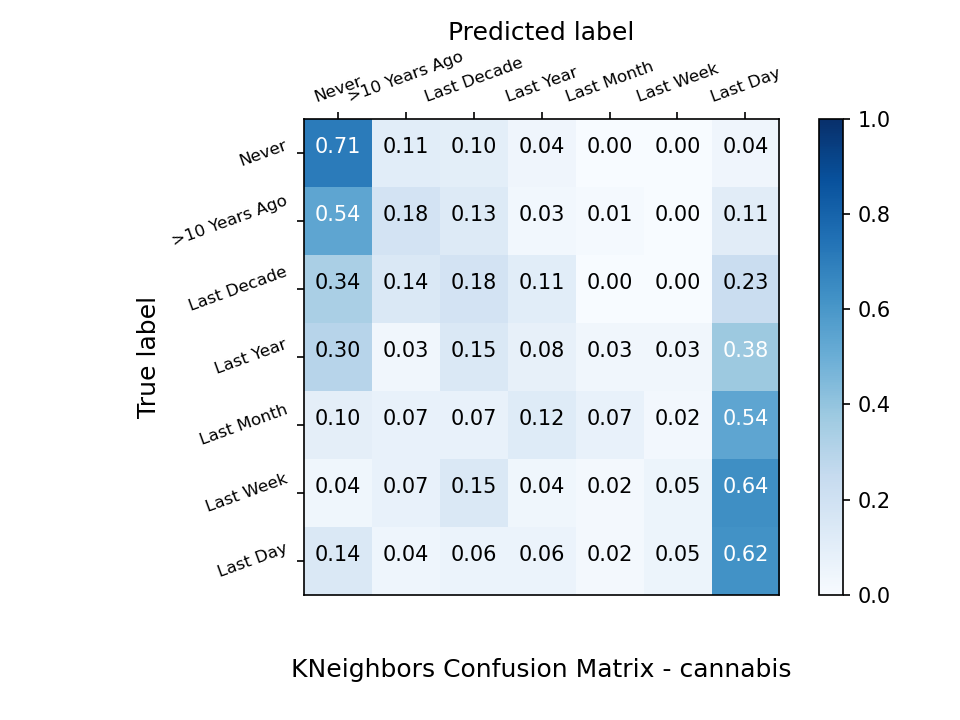 Predicted label
Never >10 Years Ago Last Decade Last Year Last Month Last Week Last Day
Never 0.71 0.11 0.10 0.04 0.00 0.00 0.04
>10 Years Ago 0.54 0.18 0.13 0.03 0.01 0.00 0.11
Last Decade 0.34 0.14 0.18 0.11 0.00 0.00 0.23
Last Year 0.30 0.03 0.15 0.08 0.03 0.03 0.38
Last Month 0.10 0.07 0.07 0.12 0.07 0.02 0.54
Last Week 0.04 0.07 0.15 0.04 0.02 0.05 0.64
Last Day 0.14 0.04 0.06 0.06 0.02 0.05 0.62
True label
1.0
0.8
0.6
0.4
0.2
0.0
KNeighbors Confusion Matrix - cannabis